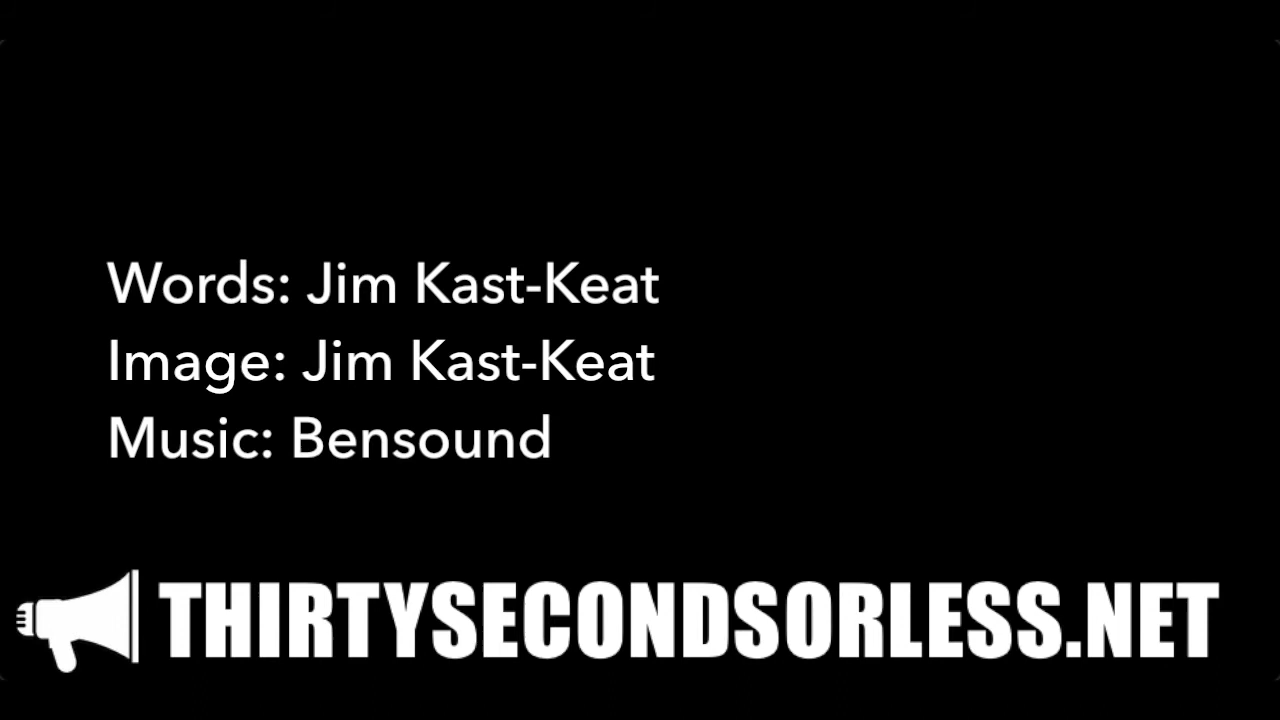 Words: Jim Kast-Keat
Image: Jim Kast-Keat
Music: Bensound
THIRTYSECONDSORLESS.NET